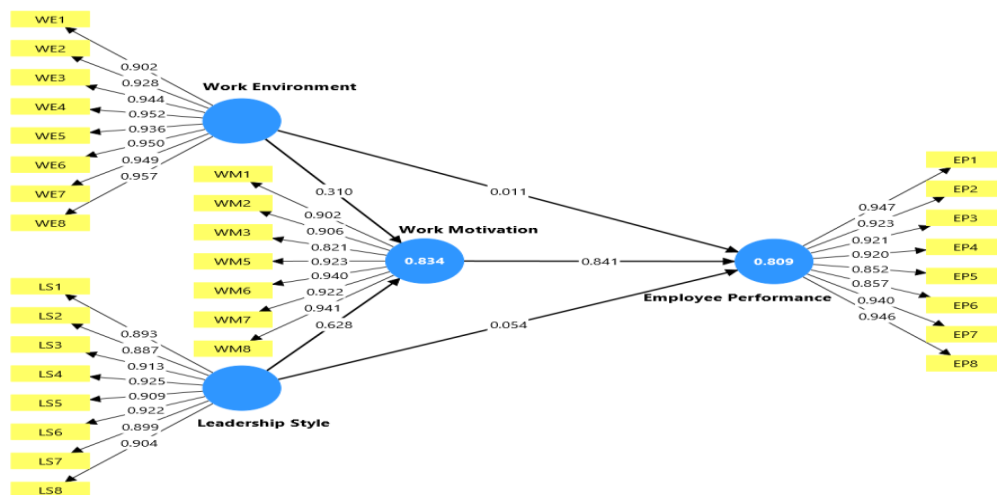 WE1
WE2
WE3
WE4
WE5
WE6
WE7
WE8
0.902
0.928
0.944
0.952
0.936
0.950
0.949
0.957
Work Environment
0.310
0.011
WM1
WM2
WM3
WM5
WM6
WM7
WM8
0.902
0.906
0.821
0.923
0.940
0.922
0.941
Work Motivation
0.834
0.841
0.628
0.054
LS1
LS2
LS3
LS4
LS5
LS6
LS7
LS8
0.893
0.887
0.913
0.925
0.909
0.922
0.899
0.904
Leadership Style
0.809
Employee Performance
0.947
0.923
0.921
0.920
0.852
0.857
0.940
0.946
EP1
EP2
EP3
EP4
EP5
EP6
EP7
EP8